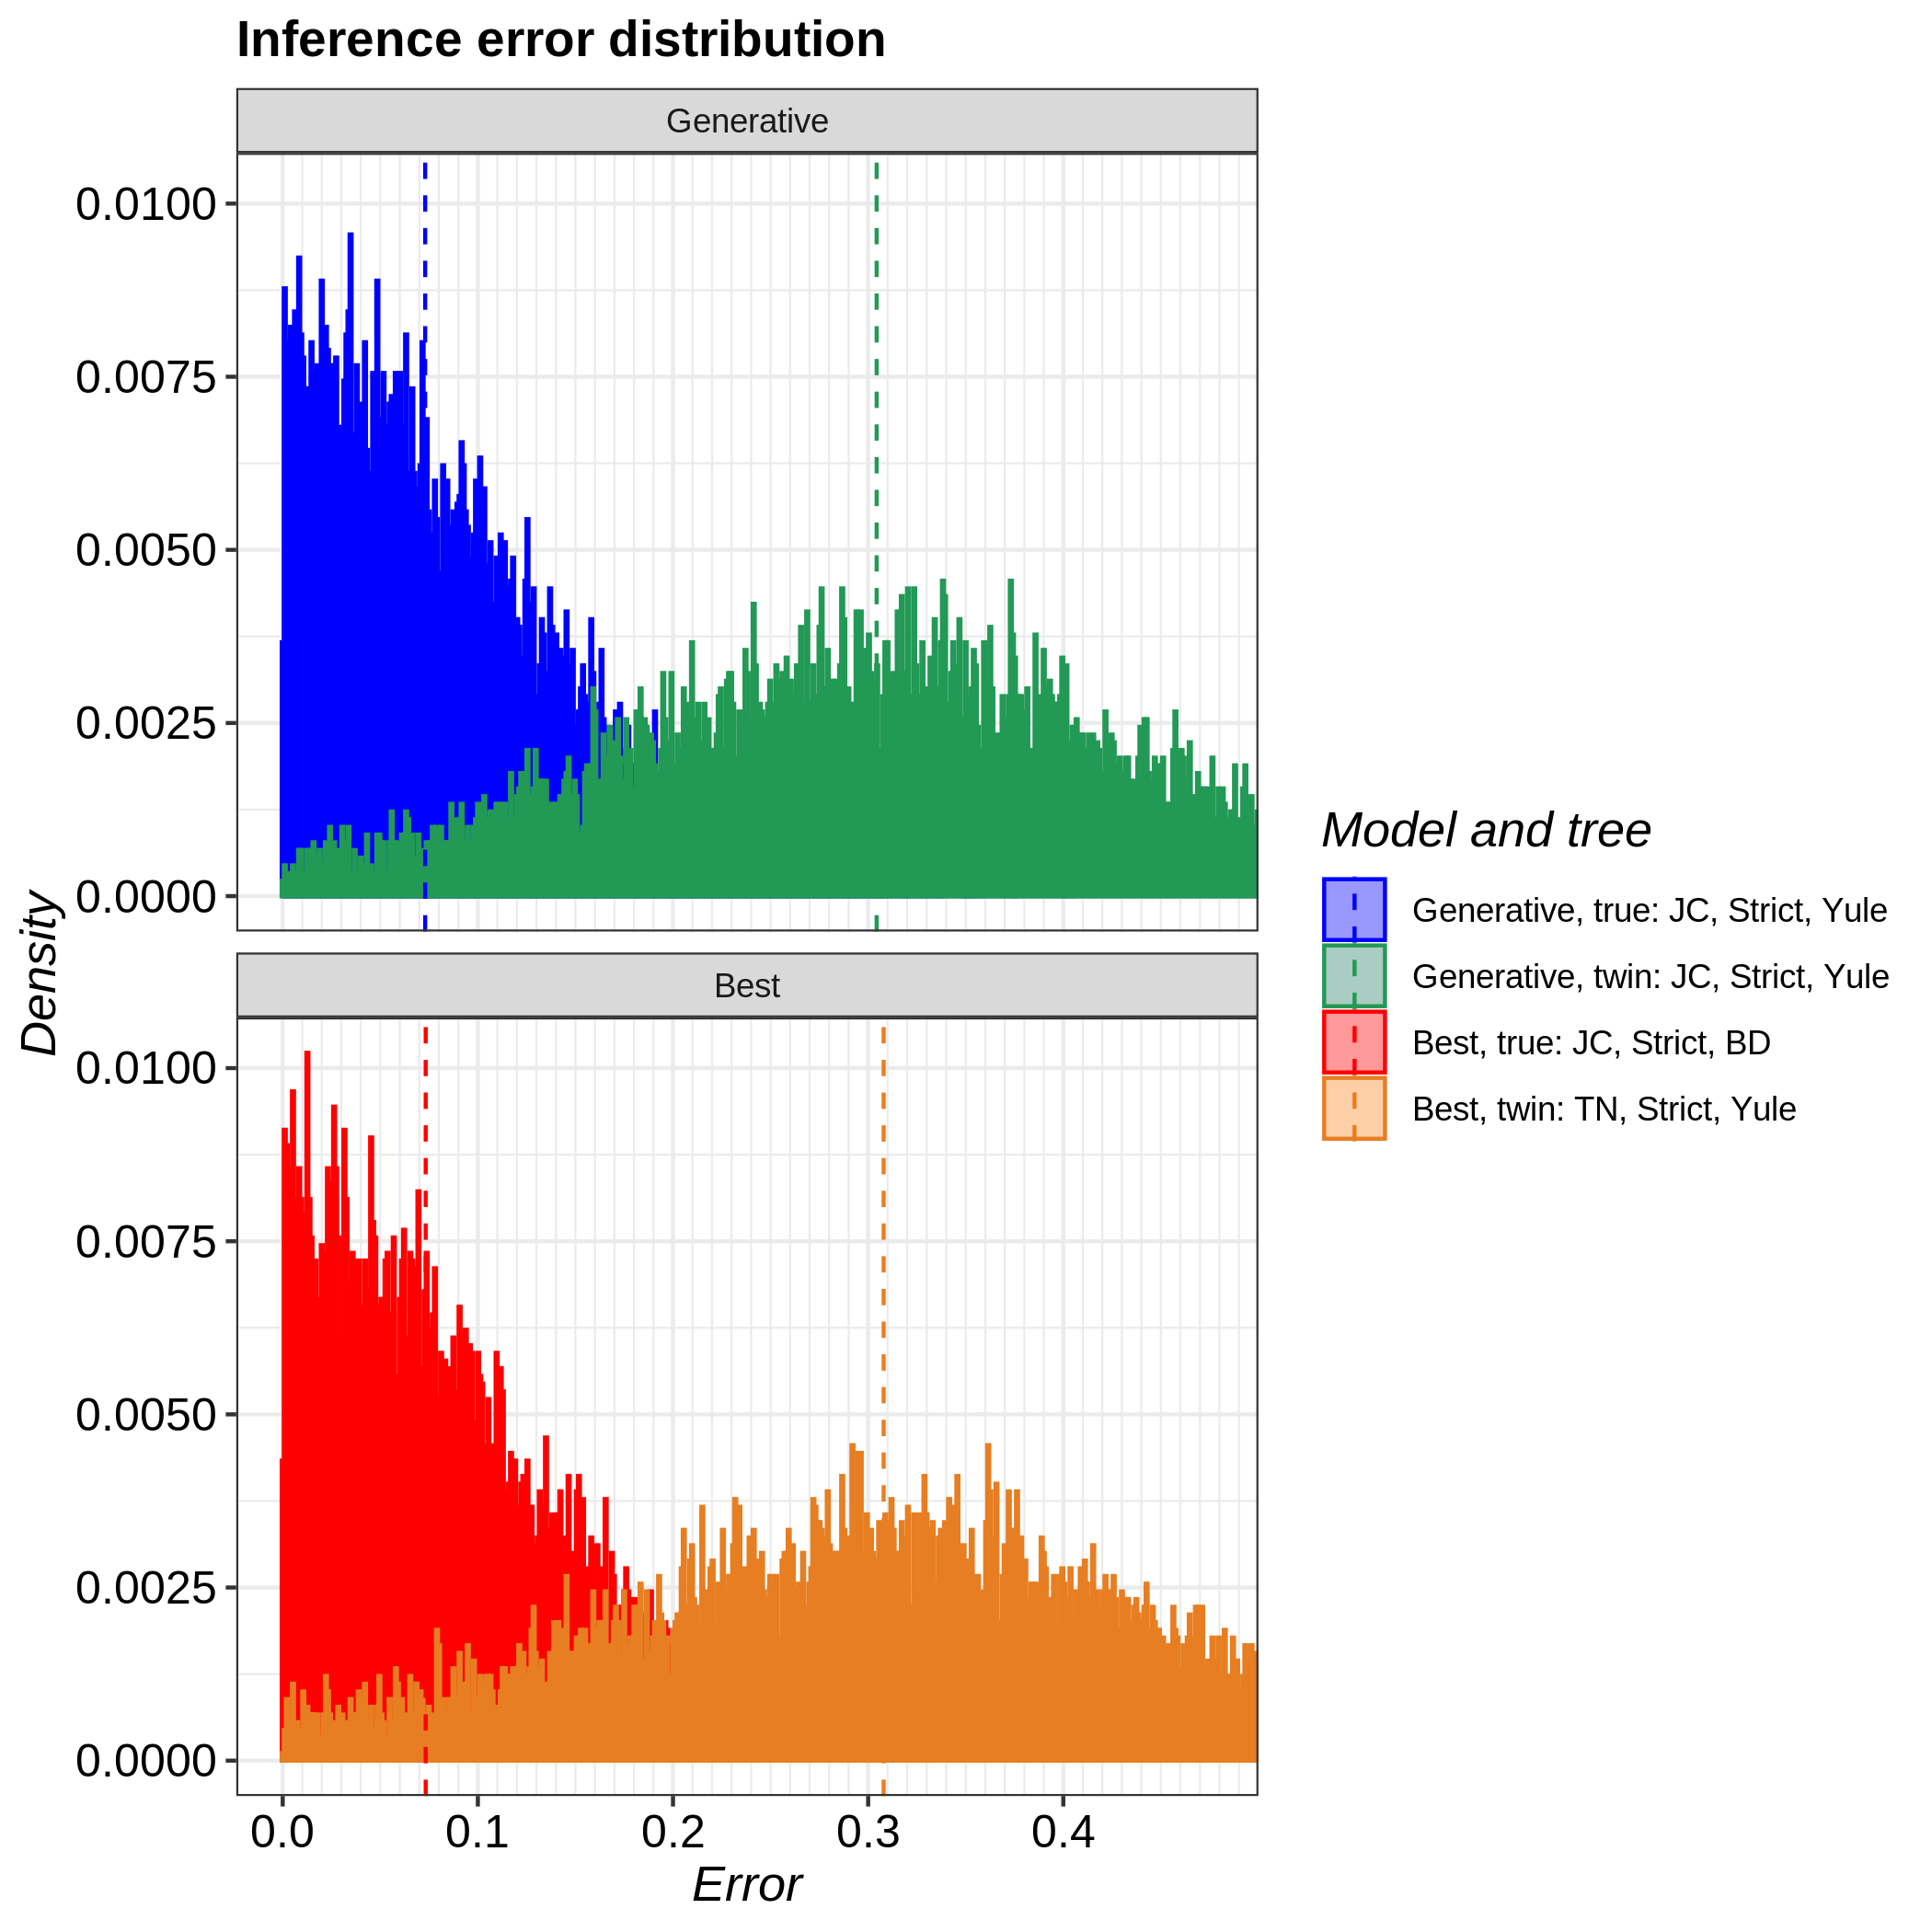 Inference error distribution
Generative
0.0100
0.0075
0.0050
0.0025
0.0000
Density
Best
0.0100
0.0075
0.0050
0.0025
0.0000
0.0 0.1 0.2 0.3 0.4
Error
Model and tree
Generative, true: JC, Strict, Yule
Generative, twin: JC, Strict, Yule
Best, true: JC, Strict, BD
Best, twin: TN, Strict, Yule